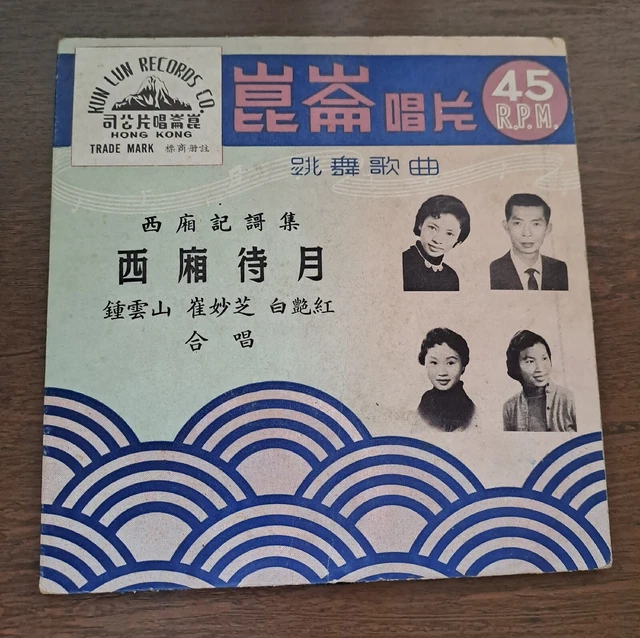 KUN LUN RECORDS CO.
司公片唱崙崑
HONG KONG
TRADE MARK 標商册註
崑崙唱片
45
R.P.M.
跳舞歌曲
西廂記謌集
西廂待月
鍾雲山 崔妙芝 白艷紅
合唱